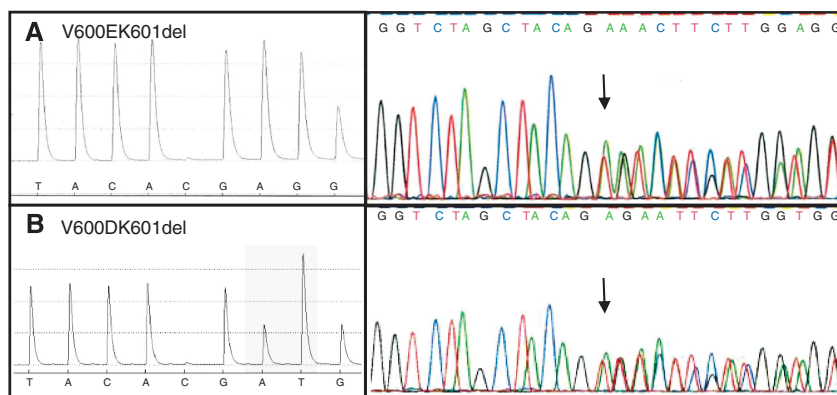 A V600EK601del
T A C A C G A G G
G G T C T A G C T A C A G A A A C T T C T T G G A G G
B V600DK601del
T A C A C G A T G
G G T C T A G C T A C A G A G A A T T C T T G G T G G